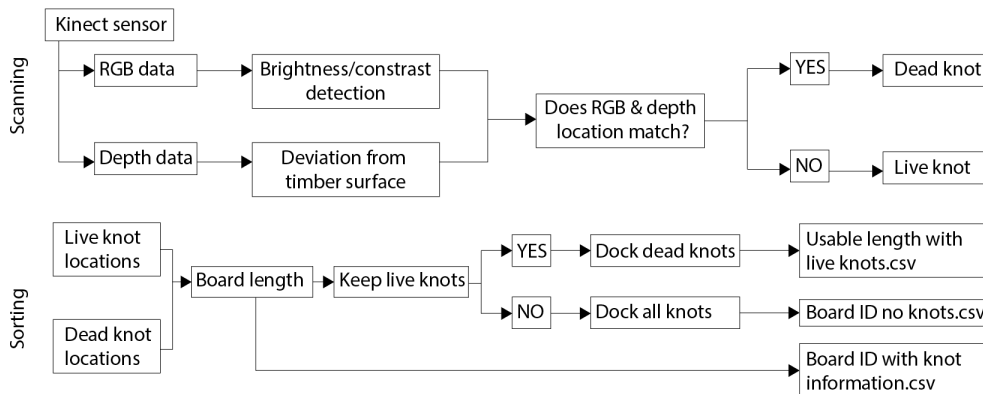 Scanning
Kinect sensor
RGB data
Brightness/constrast
detection
Depth data
Deviation from
timber surface
Does RGB & depth
location match?
YES
Dead knot
NO
Live knot
Sorting
Live knot
locations
Dead knot
locations
Board length
Keep live knots
YES
Dock dead knots
Usable length with
live knots.csv
NO
Dock all knots
Board ID no knots.csv
Board ID with knot
information.csv